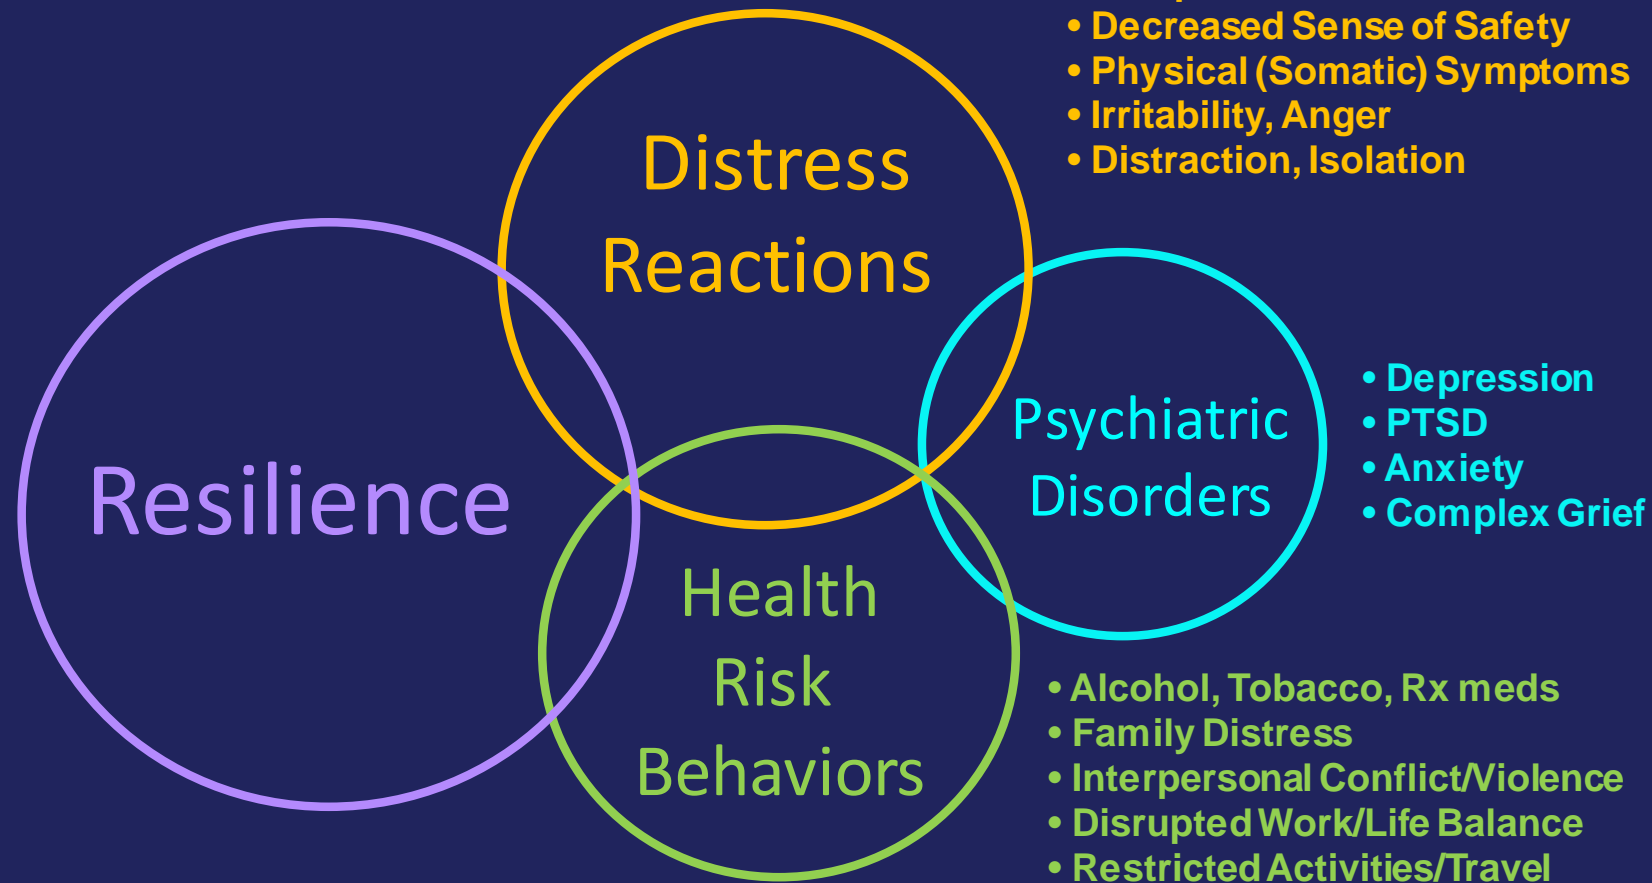 • Decreased Sense of Safety
• Physical (Somatic) Symptoms
• Irritability, Anger
• Distraction, Isolation
Distress
Reactions
Resilience
Psychiatric
Disorders
• Depression
• PTSD
• Anxiety
• Complex Grief
Health
Risk
Behaviors
• Alcohol, Tobacco, Rx meds
• Family Distress
• Interpersonal Conflict/Violence
• Disrupted Work/Life Balance
• Restricted Activities/Travel